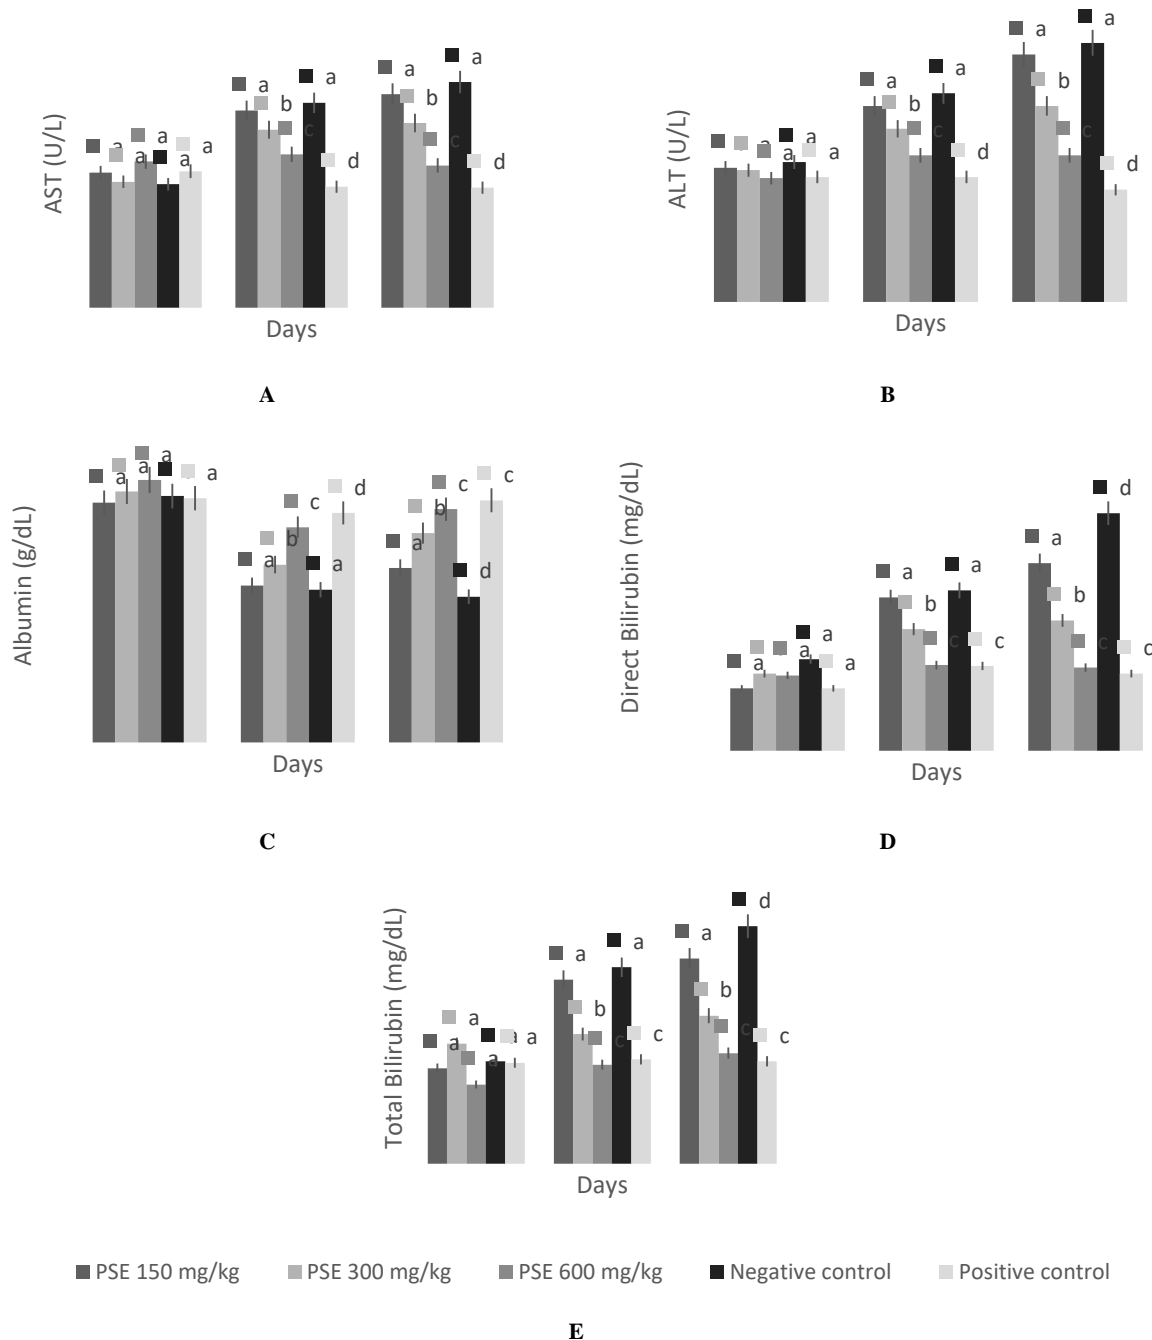 AST (U/L)
a a a a a
a b c a d
a b c a d
Days
A
ALT (U/L)
a a a a a
a b c a d
a b c a d
Days
B
Albumin (g/dL)
a a a a a
a b c a d
a b c d c
Days
C
Direct Bilirubin (mg/dL)
a a a a a
a b c a c
a b c d c
Days
D
Total Bilirubin (mg/dL)
a a a a a
a b c a c
a b c d c
Days
PSE 150 mg/kg PSE 300 mg/kg PSE 600 mg/kg Negative control Positive control
E